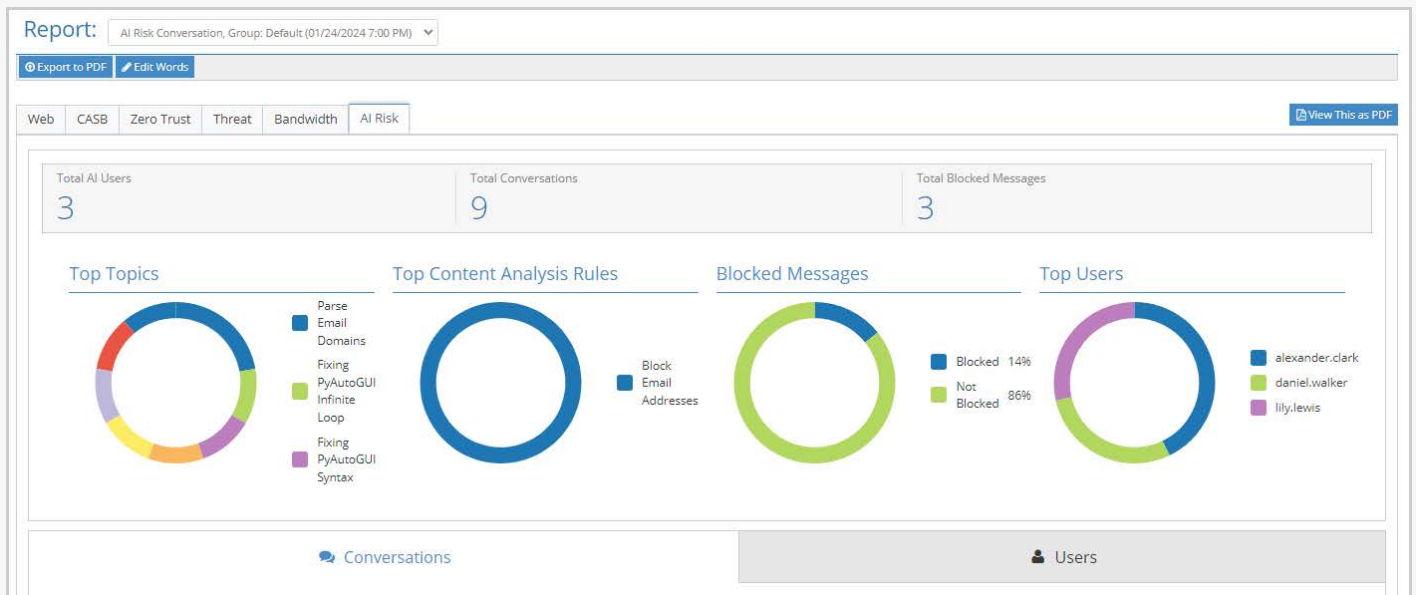 Report: AI Risk Conversation, Group: Default (01/24/2024 7:00 PM)
Export to PDF Edit Words
Web CASB Zero Trust Threat Bandwidth AI Risk View This as PDF
Total AI Users Total Conversations Total Blocked Messages
3 9 3
Top Topics
Parse
Email
Domains
Fixing
PyAutoGUI
Infinite
Loop
Fixing
PyAutoGUI
Syntax
Top Content Analysis Rules
Block
Email
Addresses
Blocked Messages
Blocked 14%
Not
Blocked 86%
Top Users
alexander.clark
daniel.walker
lily.lewis
Conversations Users